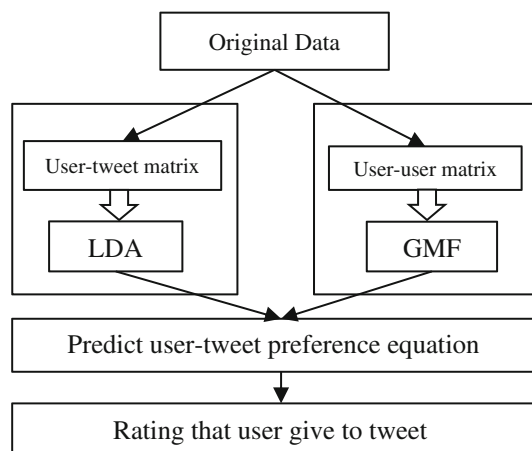 Original Data
User-tweet matrix
User-user matrix
LDA
GMF
Predict user-tweet preference equation
Rating that user give to tweet